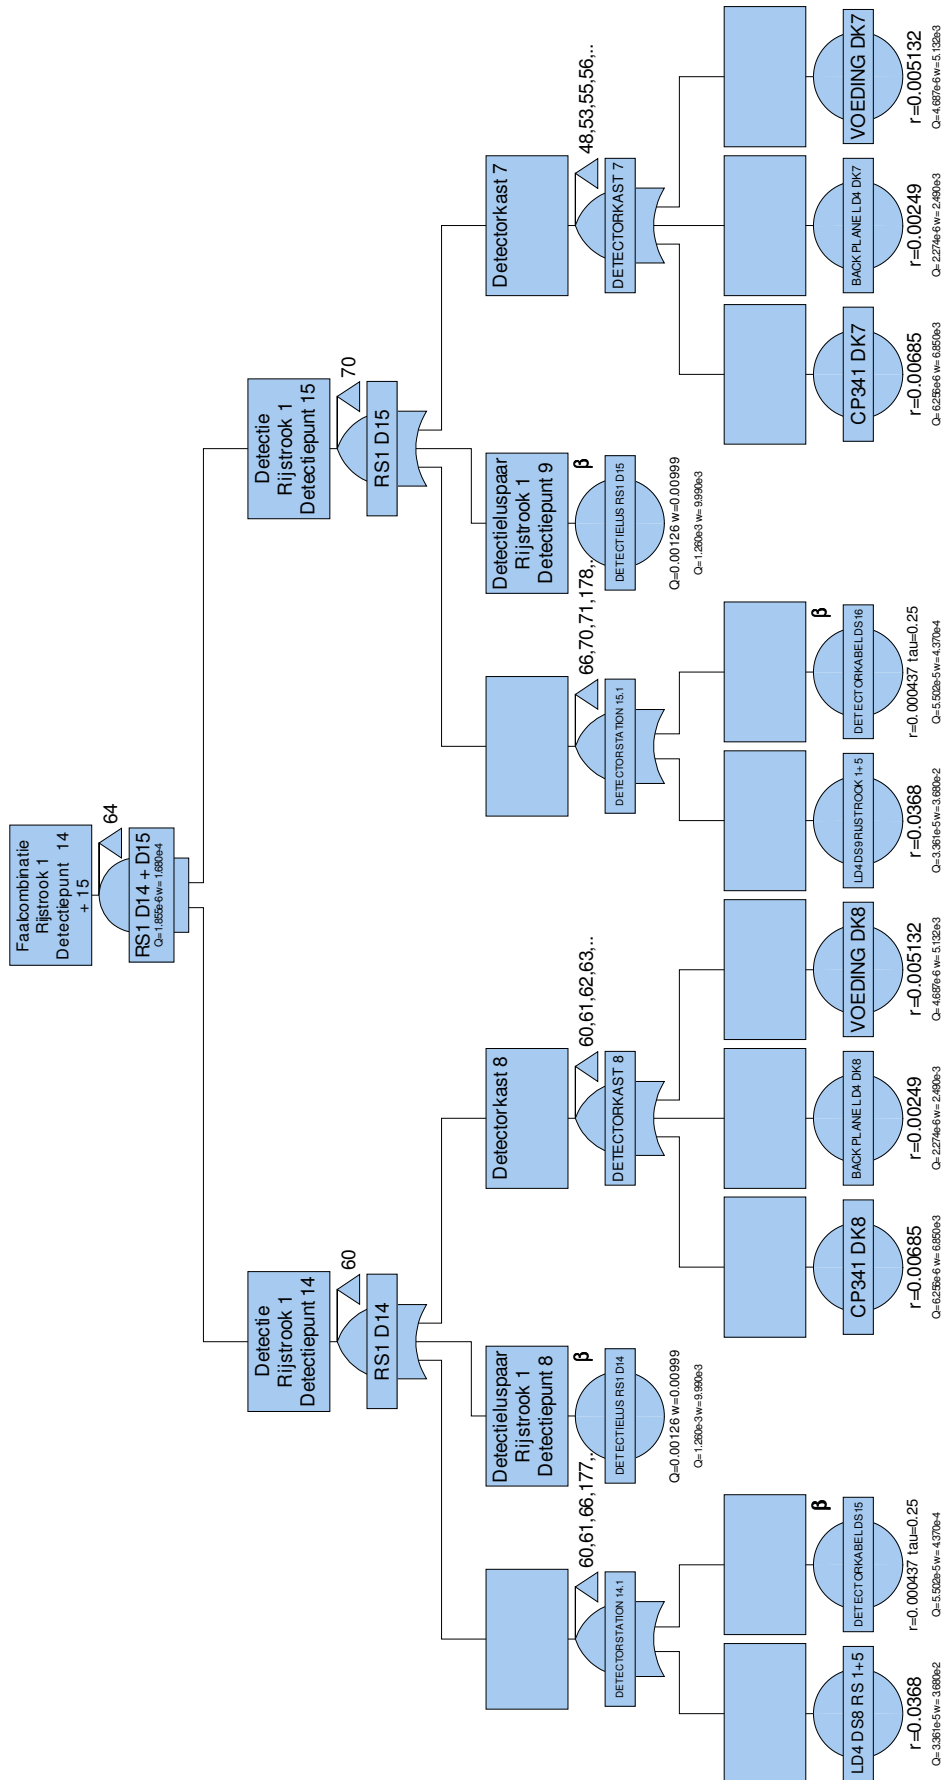 Faalcombinatie
Rijstrook 1
Detectiepunt 14
+ 15
64
RS1 D14 + D15
Q=1.855e-6 w= 1.680e-4
Detectie
Rijstrook 1
Detectiepunt 14
60
RS1 D14
Detectie
Rijstrook 1
Detectiepunt 15
70
RS1 D15
60,61,66,177,..
DETECTORSTATION 14.1
Detectieluspaar
Rijstrook 1
Detectiepunt 8
β
DETECTIELUS RS1 D14
Q=0.00126 w=0.00999
Q=1.260e-3 w= 9.990e-3
Detectorkast 8
60,61,62,63,..
DETECTORKAST 8
66,70,71,178,..
DETECTORSTATION 15.1
Detectieluspaar
Rijstrook 1
Detectiepunt 9
β
DETECTIELUS RS1 D15
Q=0.00126 w=0.00999
Q=1.260e-3 w= 9.990e-3
Detectorkast 7
48,53,55,56,..
DETECTORKAST 7
LD4 DS8 RS 1+5
r=0.0368
Q=3.361e-5 w= 3.680e-2
β
DETECTORKABEL DS15
r=0.000437 tau=0.25
Q=5.502e-5 w= 4.370e-4
CP341 DK8
r=0.00685
Q=6.256e-6 w= 6.850e-3
BACKPLANE LD4 DK8
r=0.00249
Q=2.274e-6 w= 2.490e-3
VOEDING DK8
r=0.005132
Q=4.687e-6 w= 5.132e-3
LD4 DS9 RIJSTROOK 1+5
r=0.0368
Q=3.361e-5 w= 3.680e-2
β
DETECTORKABEL DS16
r=0.000437 tau=0.25
Q=5.502e-5 w= 4.370e-4
CP341 DK7
r=0.00685
Q=6.256e-6 w= 6.850e-3
BACKPLANE LD4 DK7
r=0.00249
Q=2.274e-6 w= 2.490e-3
VOEDING DK7
r=0.005132
Q=4.687e-6 w= 5.132e-3